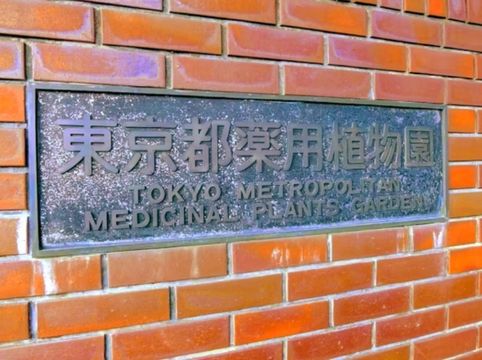 東京都薬用植物園
TOKYO METROPOLITAN
MEDICINAL PLANTS GARDEN